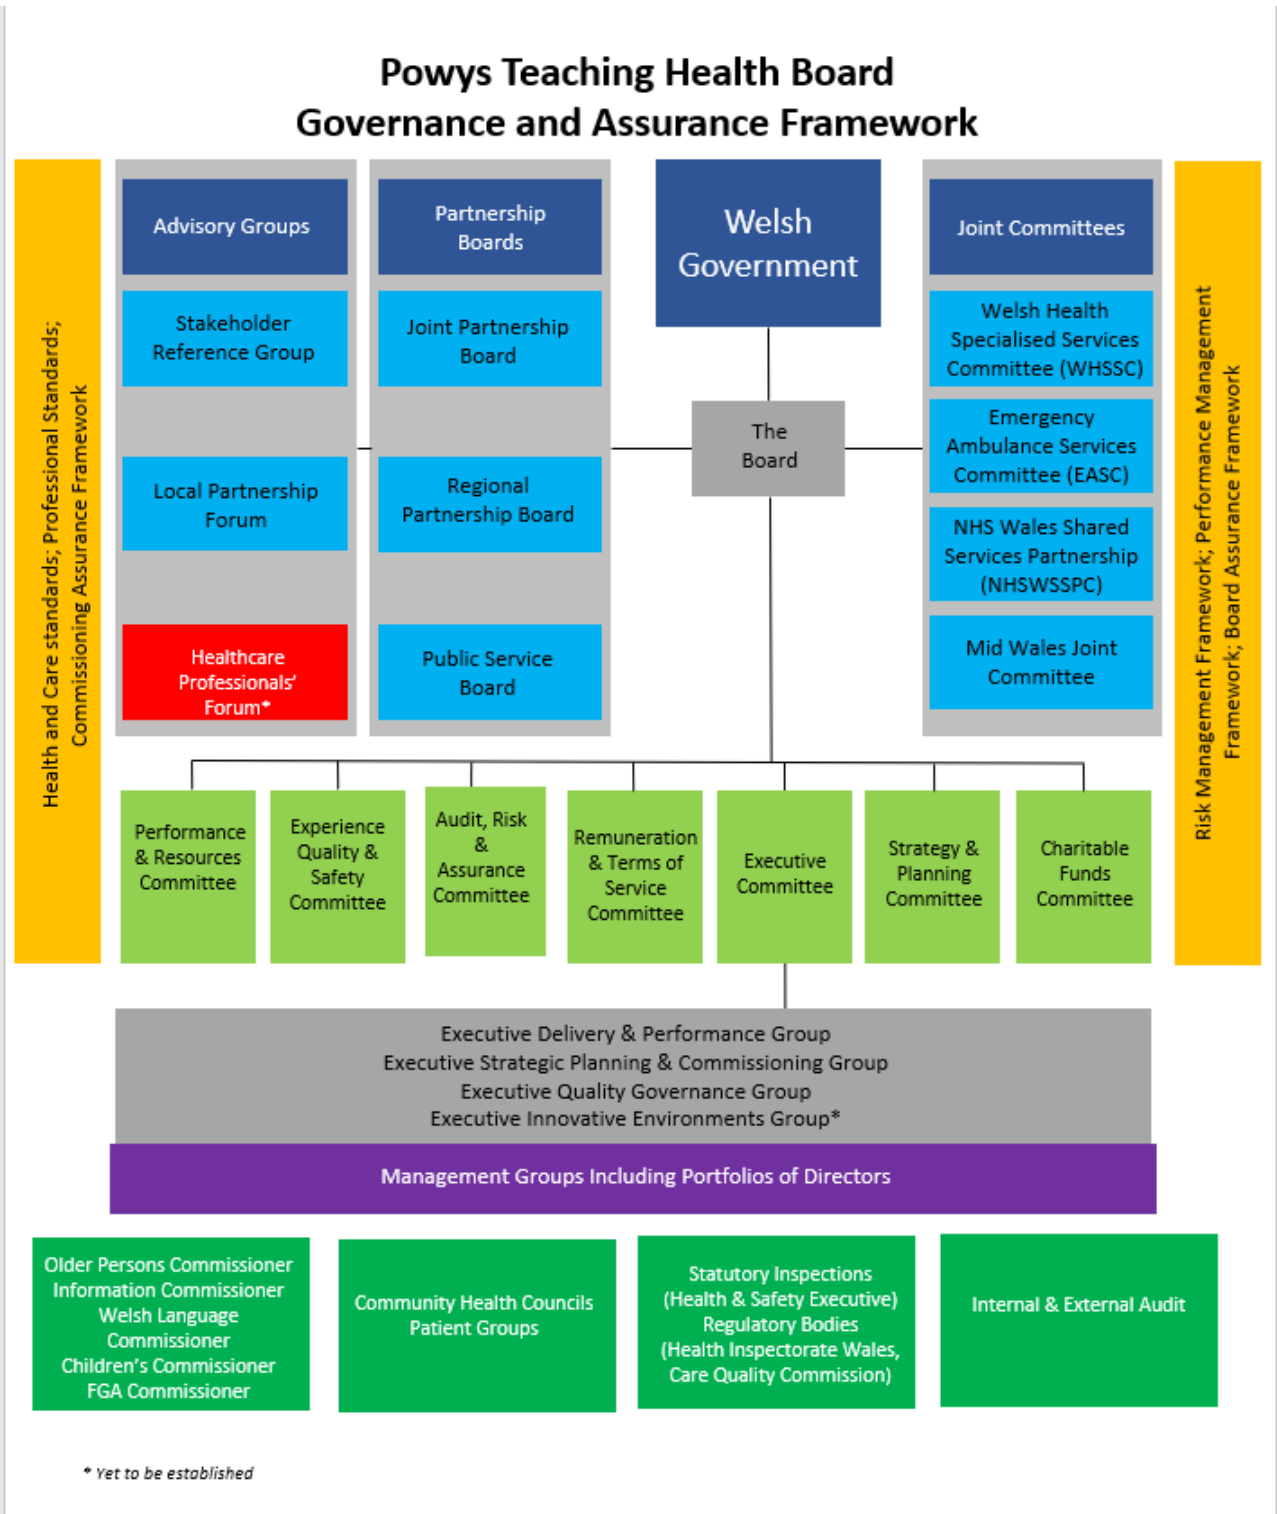 Powys Teaching Health Board
Governance and Assurance Framework
Health and Care standards; Professional Standards;
Commissioning Assurance Framework
Advisory Groups
Stakeholder
Reference Group
Local Partnership
Forum
Healthcare
Professionals’
Forum*
Partnership
Boards
Joint Partnership
Board
Regional
Partnership Board
Public Service
Board
Welsh
Government
The
Board
Joint Committees
Welsh Health
Specialised Services
Committee (WHSSC)
Emergency
Ambulance Services
Committee (EASC)
NHS Wales Shared
Services Partnership
(NHSWSSPC)
Mid Wales Joint
Committee
Risk Management Framework; Performance Management
Framework; Board Assurance Framework
Performance
& Resources
Committee
Experience
Quality &
Safety
Committee
Audit, Risk
&
Assurance
Committee
Remuneration
& Terms of
Service
Committee
Executive
Committee
Strategy &
Planning
Committee
Charitable
Funds
Committee
Executive Delivery & Performance Group
Executive Strategic Planning & Commissioning Group
Executive Quality Governance Group
Executive Innovative Environments Group*
Management Groups Including Portfolios of Directors
Older Persons Commissioner
Information Commissioner
Welsh Language
Commissioner
Children’s Commissioner
FGA Commissioner
Community Health Councils
Patient Groups
Statutory Inspections
(Health & Safety Executive)
Regulatory Bodies
(Health Inspectorate Wales,
Care Quality Commission)
Internal & External Audit
* Yet to be established